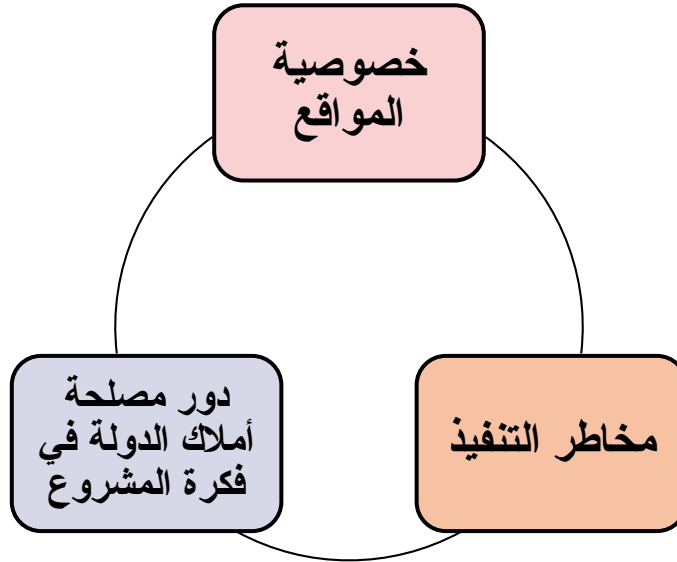 خصوصية
المواقع
مخاطر التنفيذ
دور مصلحة
أملاك الدولة في
فكرة المشروع